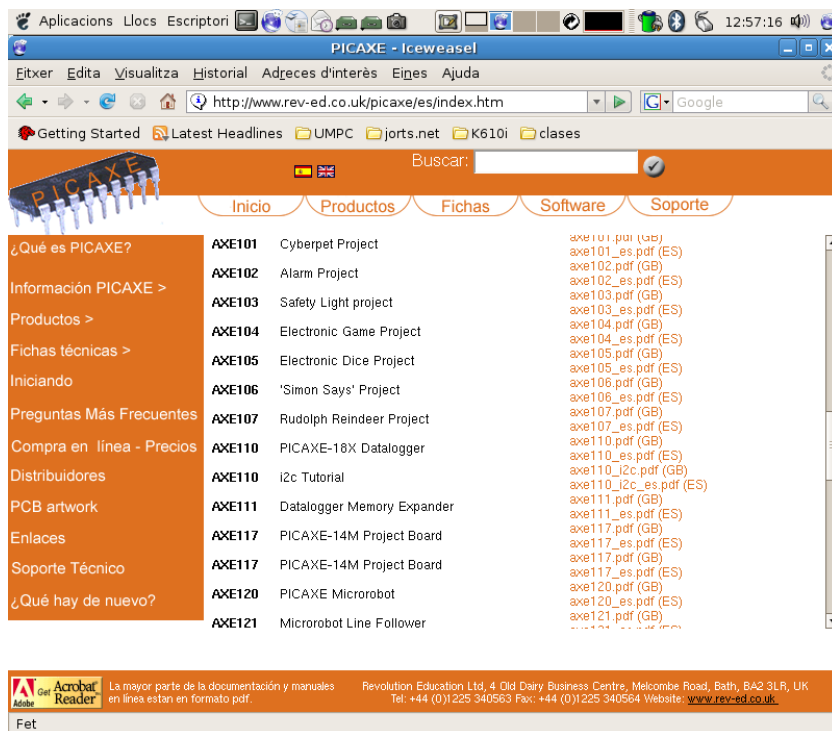 Aplicacions Llocs Escriptori 12:57:16
PICAXE - Iceweasel
Fitxer Edita Visualitza Historial Adreces d'interès Eines Ajuda
http://www.rev-ed.co.uk/picaxe/es/index.htm G Google
Getting Started Latest Headlines UMPC jorts.net K610i clases
PICAXE
Buscar:
Inicio Productos Fichas Software Soporte
¿Qué es PICAXE?
Información PICAXE >
Productos >
Fichas técnicas >
Iniciando
Preguntas Más Frecuentes
Compra en línea - Precios
Distribuidores
PCB artwork
Enlaces
Soporte Técnico
¿Qué hay de nuevo?
axe101.pdf (GB)
AXE101 Cyberpet Project axe101_es.pdf (ES)
axe102.pdf (GB)
AXE102 Alarm Project axe102_es.pdf (ES)
axe103.pdf (GB)
AXE103 Safety Light project axe103_es.pdf (ES)
axe104.pdf (GB)
AXE104 Electronic Game Project axe104_es.pdf (ES)
axe105.pdf (GB)
AXE105 Electronic Dice Project axe105_es.pdf (ES)
axe106.pdf (GB)
AXE106 'Simon Says' Project axe106_es.pdf (ES)
axe107.pdf (GB)
AXE107 Rudolph Reindeer Project axe107_es.pdf (ES)
axe110.pdf (GB)
AXE110 PICAXE-18X Datalogger axe110_es.pdf (ES)
axe110_i2c.pdf (GB)
AXE110 i2c Tutorial axe110_i2c_es.pdf (ES)
axe111.pdf (GB)
AXE111 Datalogger Memory Expander axe111_es.pdf (ES)
axe117.pdf (GB)
AXE117 PICAXE-14M Project Board axe117_es.pdf (ES)
axe117.pdf (GB)
AXE117 PICAXE-14M Project Board axe117_es.pdf (ES)
axe120.pdf (GB)
AXE120 PICAXE Microrobot axe120_es.pdf (ES)
axe121.pdf (GB)
AXE121 Microrobot Line Follower axe121_es.pdf (ES)
Adobe Get Acrobat Reader
La mayor parte de la documentación y manuales
en línea estan en formato pdf.
Revolution Education Ltd, 4 Old Dairy Business Centre, Melcombe Road, Bath, BA2 3LR, UK
Tel: +44 (0)1225 340563 Fax: +44 (0)1225 340564 Website: www.rev-ed.co.uk
Fet